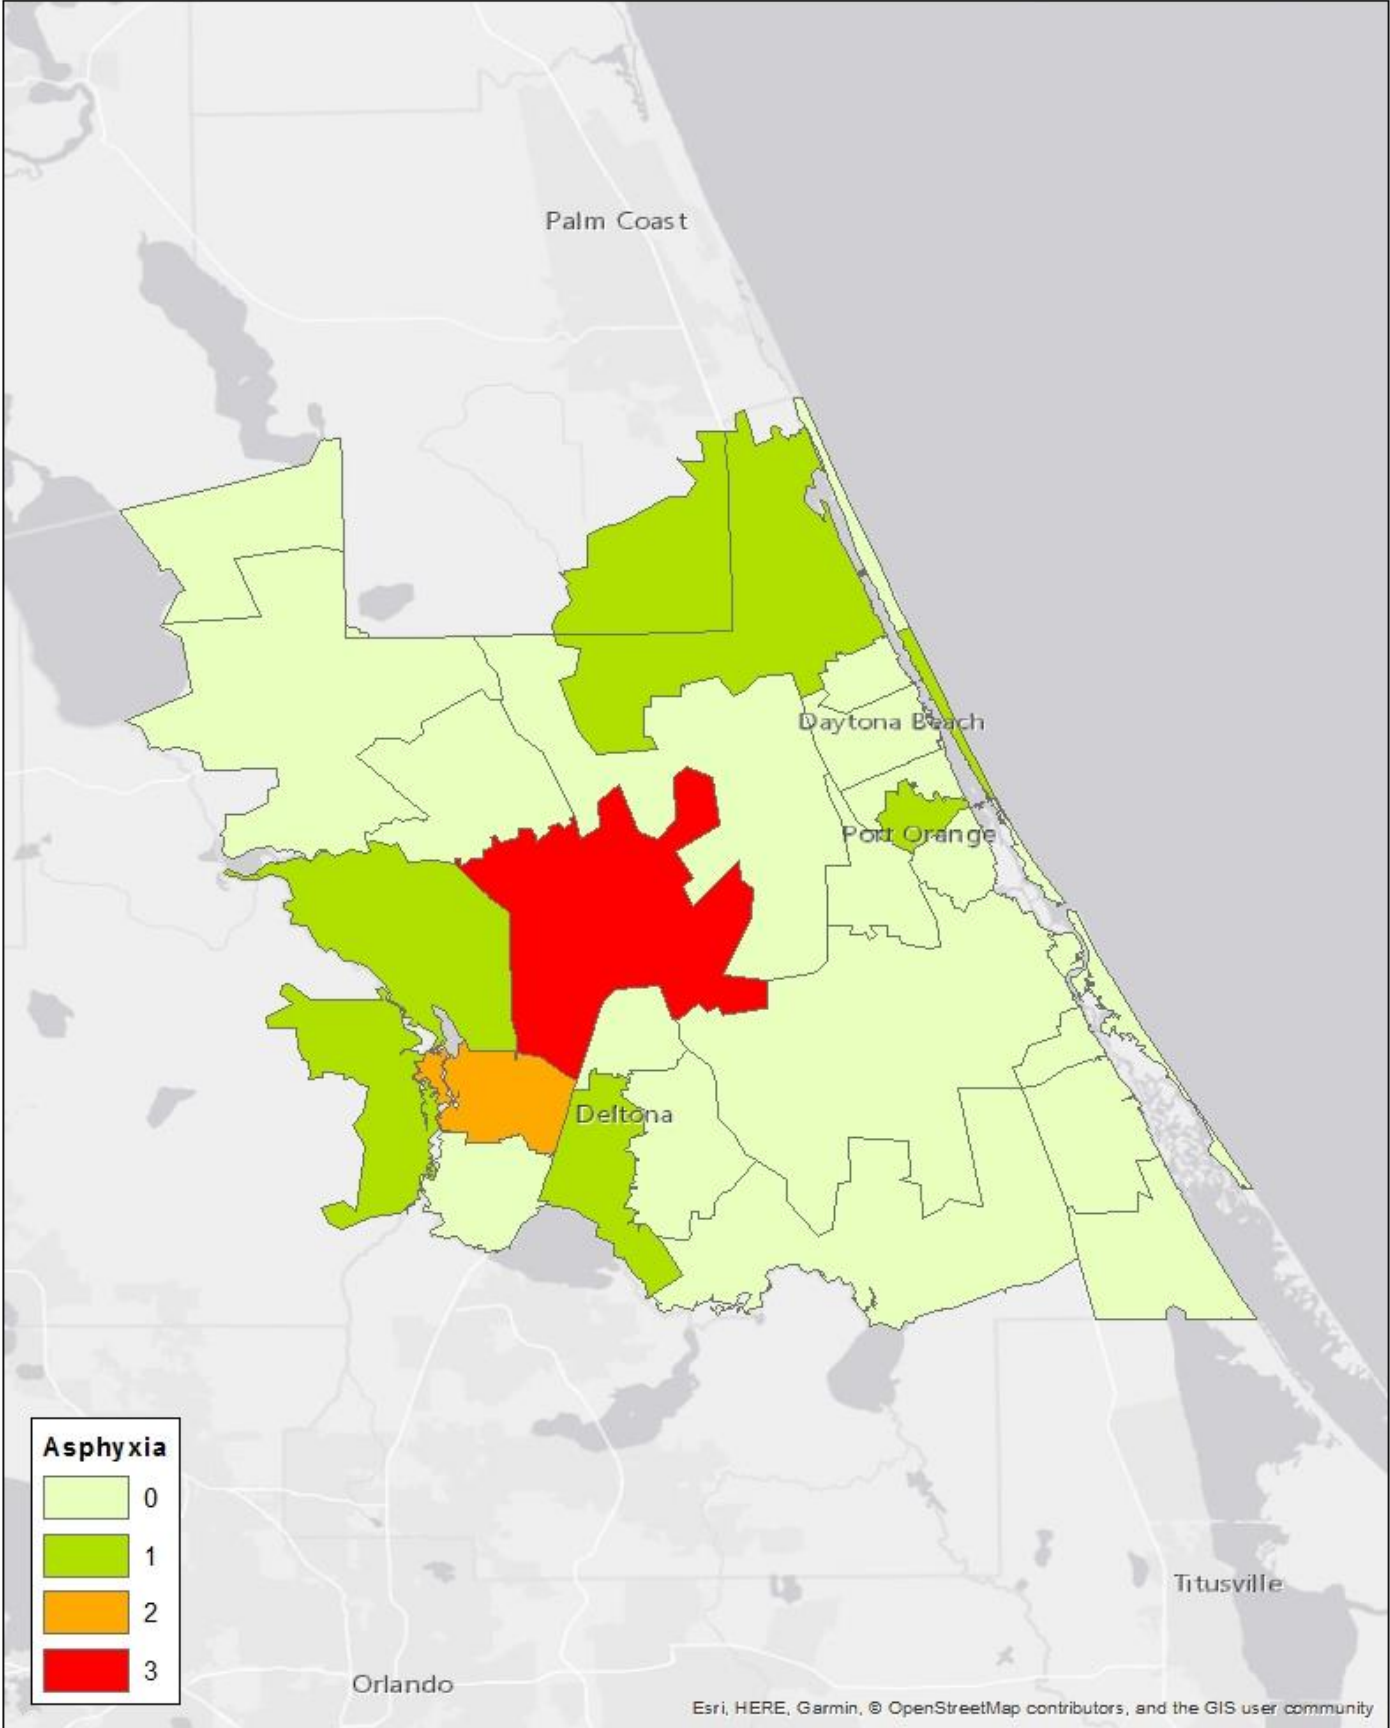 Palm Coast
Daytona Beach
Port Orange
Deltona
Asphyxia
0
1
2
3
Titusville
Orlando
Esri, HERE, Garmin, © OpenStreetMap contributors, and the GIS user community